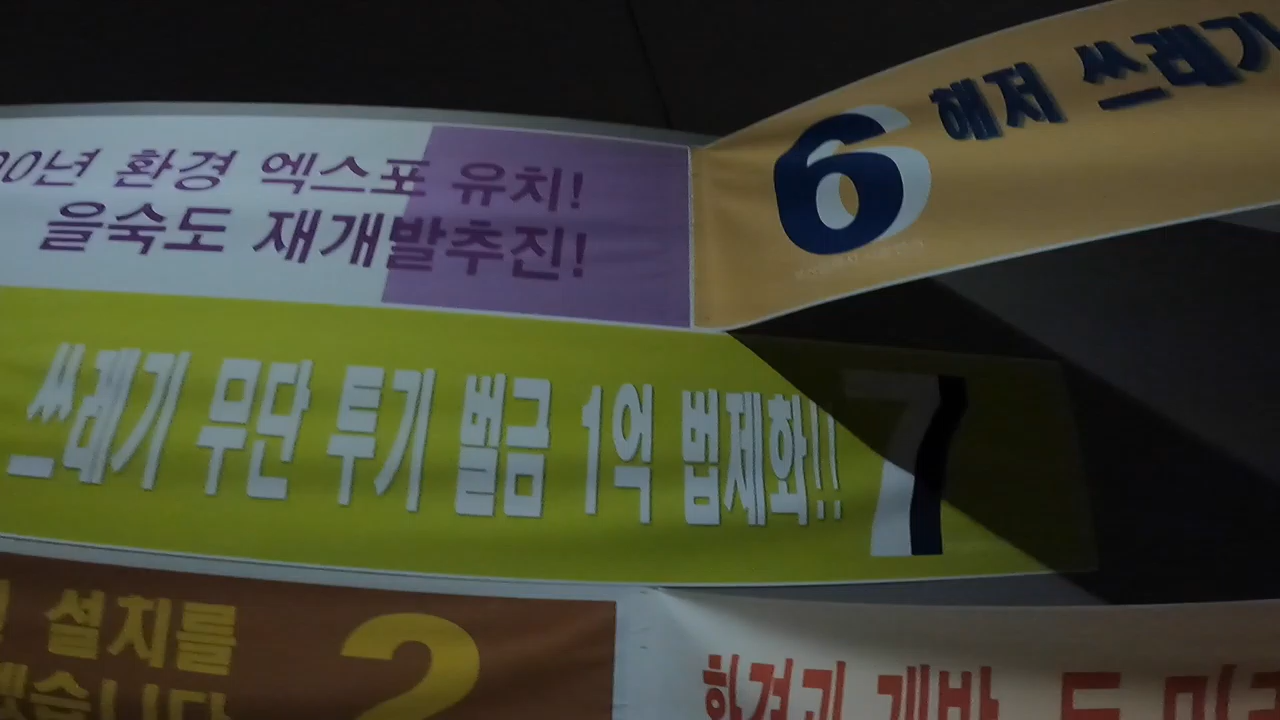 환경 엑스포 유치!
을숙도 재개발추진!
6 해저 쓰레기
쓰레기 무단 투기 벌금 1억 법제화!! 7
설치를
2